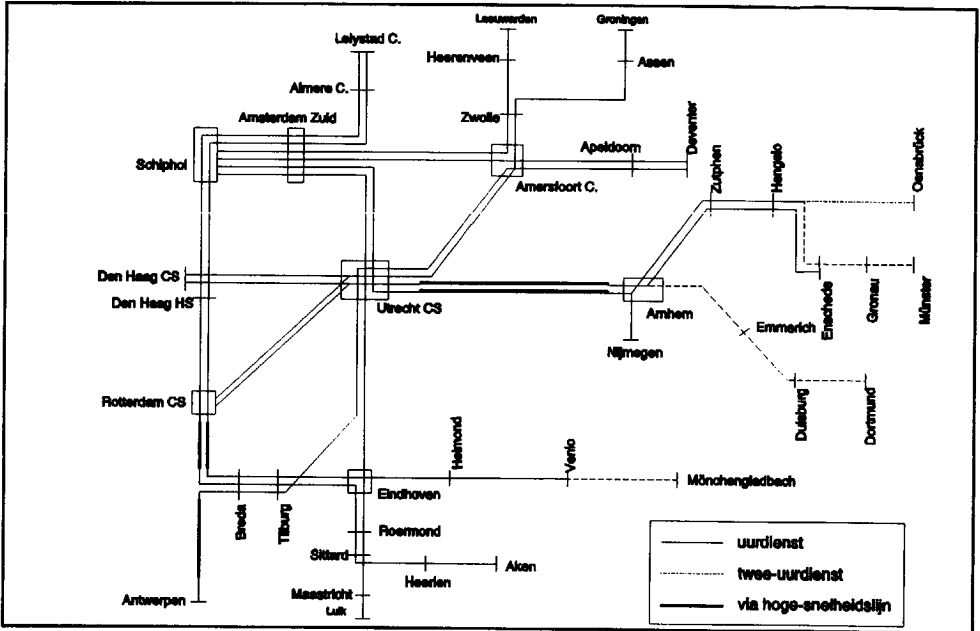 Leeuwarden
Groningen
Lelystad C.
Heerenveen
Assen
Almere C.
Amsterdam Zuid
Zwolle
Apeldoorn
Deventer
Schiphol
Amersfoort C.
Zutphen
Hengelo
Osnabrück
Den Haag CS
Den Haag HS
Utrecht CS
Arnhem
Enschede
Gronau
Münster
Emmerich
Nijmegen
Rotterdam CS
Duisburg
Dortmund
Helmond
Venlo
Mönchengladbach
Eindhoven
Breda
Tilburg
Roermond
Sittard
Heerlen
Aken
Maastricht
Luik
Antwerpen
uurdienst
twee-uurdienst
via hoge-snelheidslijn